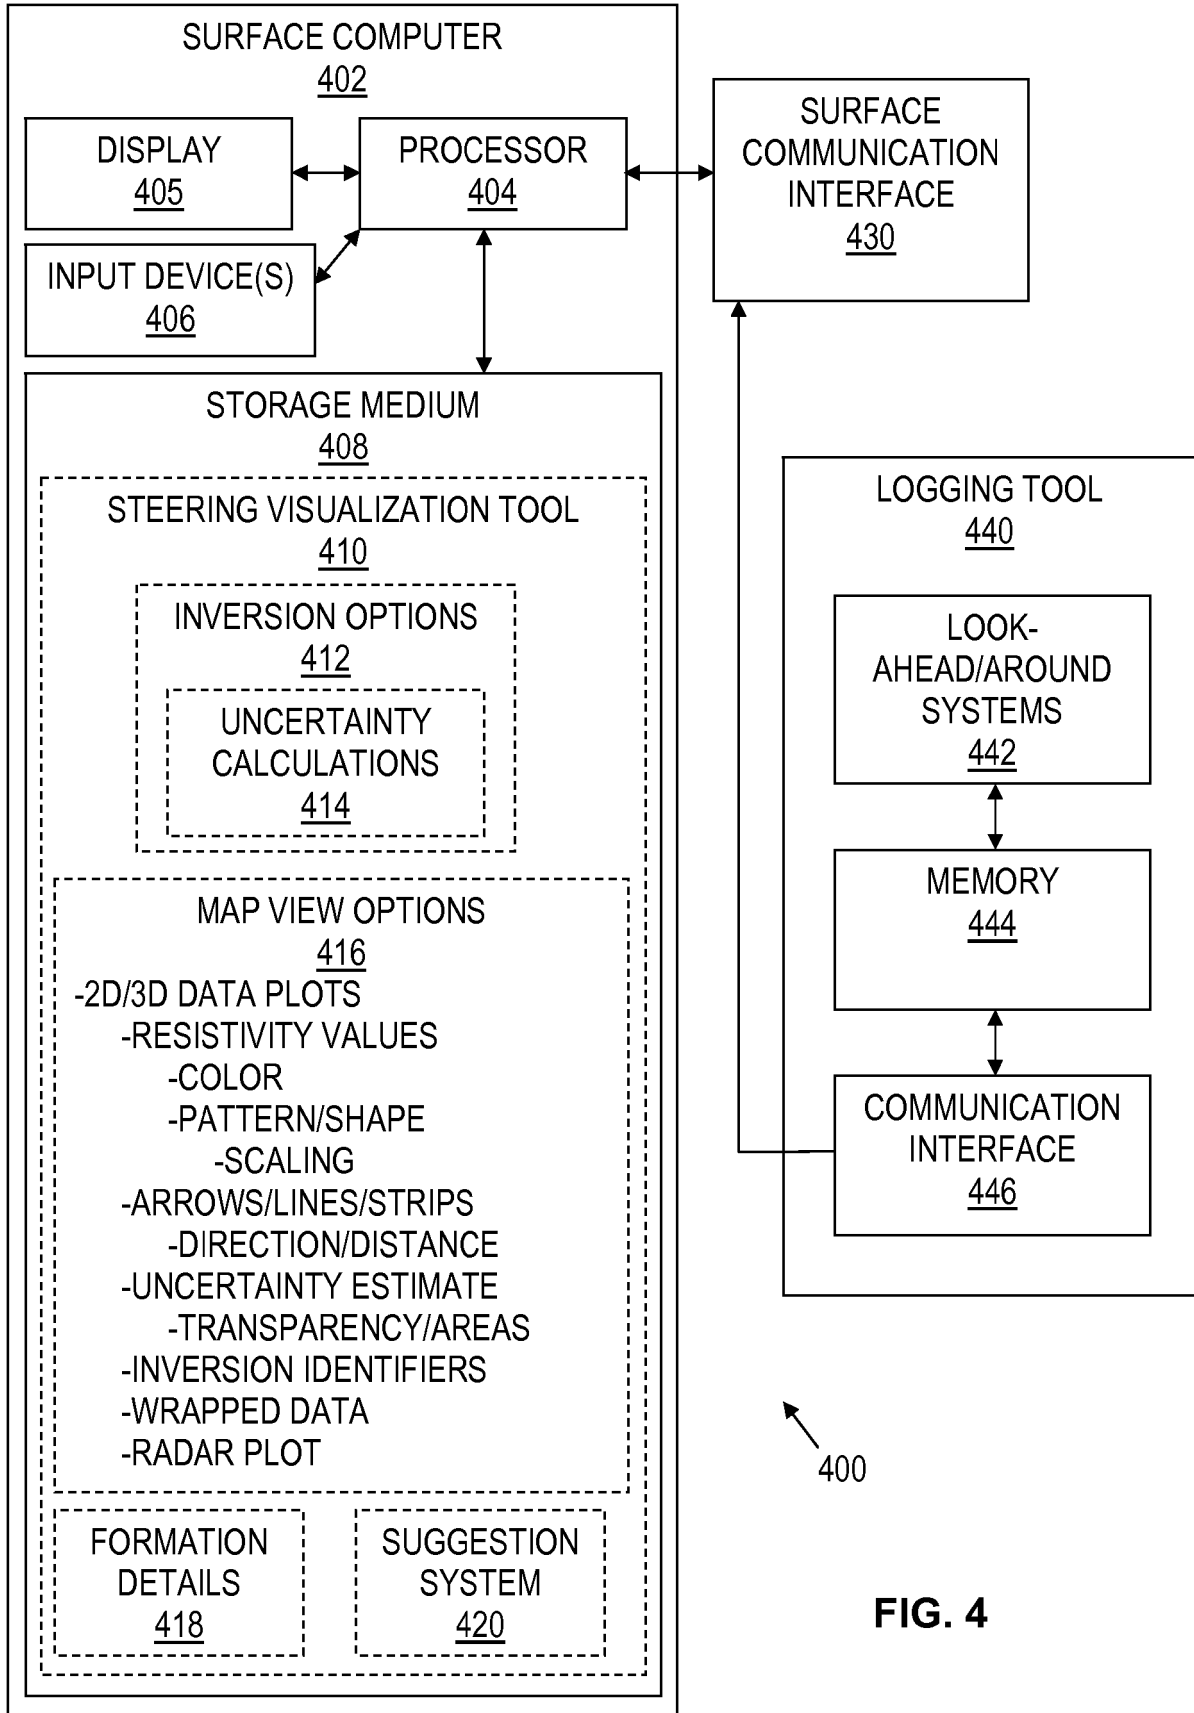 SURFACE COMPUTER
402
DISPLAY
405
PROCESSOR
404
INPUT DEVICE(S)
406
SURFACE
COMMUNICATION
INTERFACE
430
STORAGE MEDIUM
408
STEERING VISUALIZATION TOOL
410
INVERSION OPTIONS
412
UNCERTAINTY
CALCULATIONS
414
MAP VIEW OPTIONS
416
-2D/3D DATA PLOTS
-RESISTIVITY VALUES
-COLOR
-PATTERN/SHAPE
-SCALING
-ARROWS/LINES/STRIPS
-DIRECTION/DISTANCE
-UNCERTAINTY ESTIMATE
-TRANSPARENCY/AREAS
-INVERSION IDENTIFIERS
-WRAPPED DATA
-RADAR PLOT
FORMATION
DETAILS
418
SUGGESTION
SYSTEM
420
LOGGING TOOL
440
LOOK-
AHEAD/AROUND
SYSTEMS
442
MEMORY
444
COMMUNICATION
INTERFACE
446
400
FIG. 4